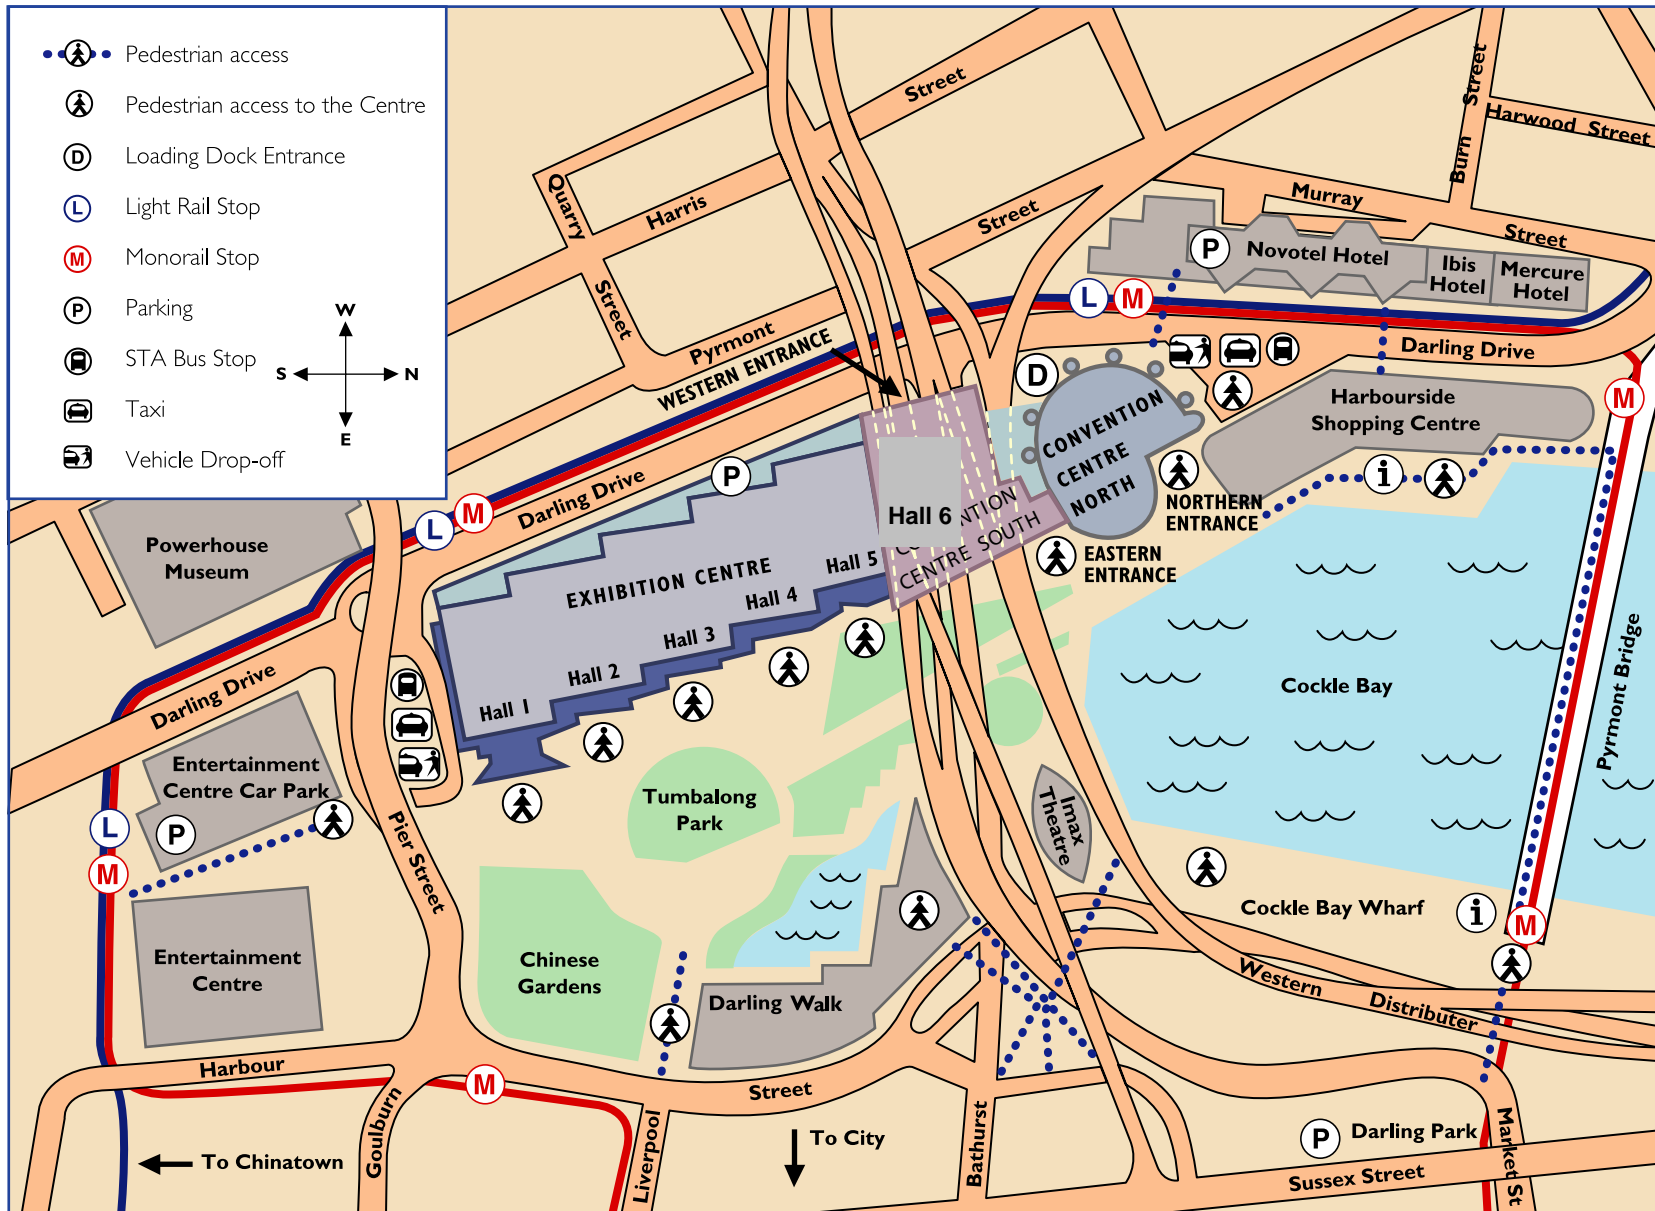 Pedestrian access
Pedestrian access to the Centre
D Loading Dock Entrance
L Light Rail Stop
M Monorail Stop
P Parking
STA Bus Stop
Taxi
Vehicle Drop-off
W
S
N
E
Street
Street
Burn
Harwood Street
Quarry
Street
Harris
Street
Murray
Street
P
Novotel Hotel
Ibis
Hotel
Mercure
Hotel
L
M
Pyrmont
WESTERN ENTRANCE
Darling Drive
D
Harbourside
Shopping Centre
M
CONVENTION
CENTRE
NORTH
i
NORTHERN
ENTRANCE
EASTERN
ENTRANCE
Hall 6
NTION
CENTRE SOUTH
P
Darling Drive
L
M
Powerhouse
Museum
EXHIBITION CENTRE
Hall 5
Hall 4
Hall 3
Hall 2
Hall 1
Darling Drive
Cockle Bay
Pyrmont Bridge
Entertainment
Centre Car Park
P
L
M
Pier Street
Tumbalong
Park
Imax
Theatre
Cockle Bay Wharf
i
M
Entertainment
Centre
Chinese
Gardens
Darling Walk
Western
Distributer
Harbour
Street
M
Goulburn
Liverpool
Bathurst
To Chinatown
To City
P
Darling Park
Sussex Street
Market St